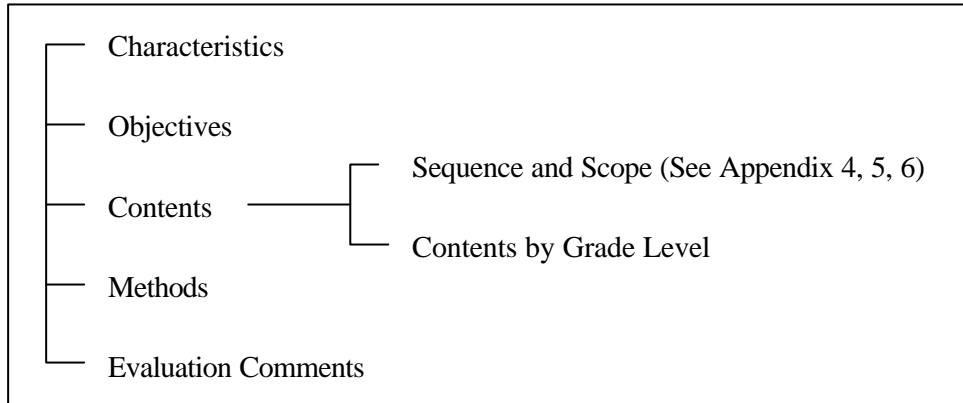 Characteristics
Objectives
Sequence and Scope (See Appendix 4, 5, 6)
Contents
Contents by Grade Level
Methods
Evaluation Comments